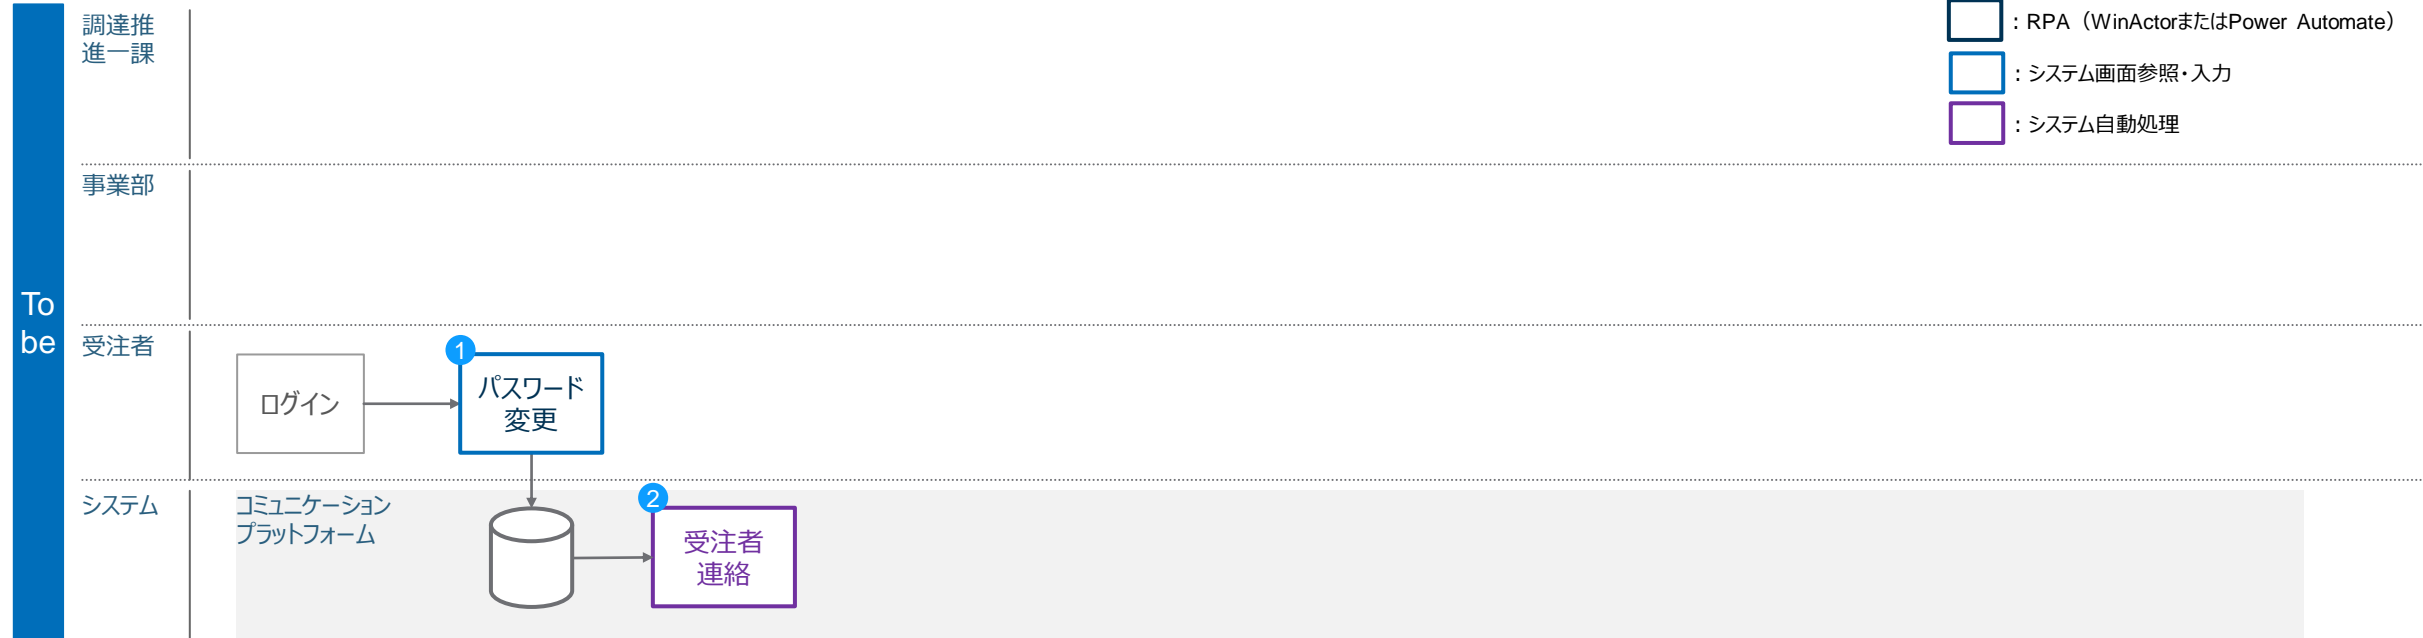 To
be
調達推
進一課
：RPA（WinActorまたはPower Automate）
：システム画面参照・入力
：システム自動処理
事業部
受注者
ログイン
1
パスワード
変更
システム
コミュニケーション
プラットフォーム
2
受注者
連絡